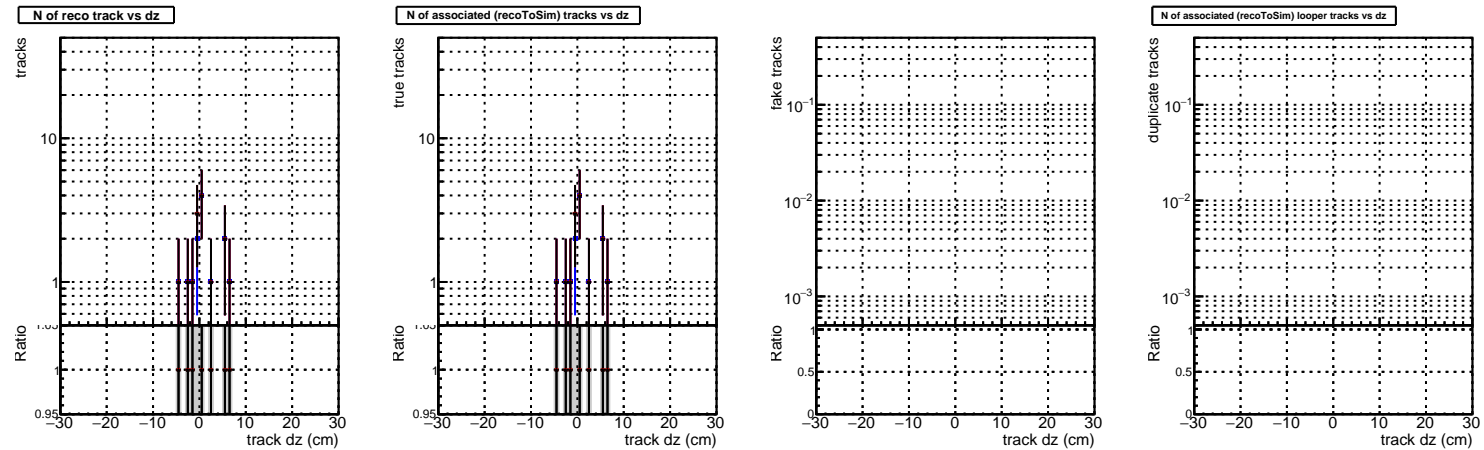 N of reco track vs dz
tracks
10
1
1.05
Ratio
1
0.95
−30 −20 −10 0 10 20 30
track dz (cm)
N of associated (recoToSim) tracks vs dz
true tracks
10
1
1.05
Ratio
1
0.95
−30 −20 −10 0 10 20 30
track dz (cm)
fake tracks
10−1
10−2
10−3
Ratio
1
0.5
0
−30 −20 −10 0 10 20 30
track dz (cm)
N of associated (recoToSim) looper tracks vs dz
duplicate tracks
10−1
10−2
10−3
Ratio
1
0.5
0
−30 −20 −10 0 10 20 30
track dz (cm)